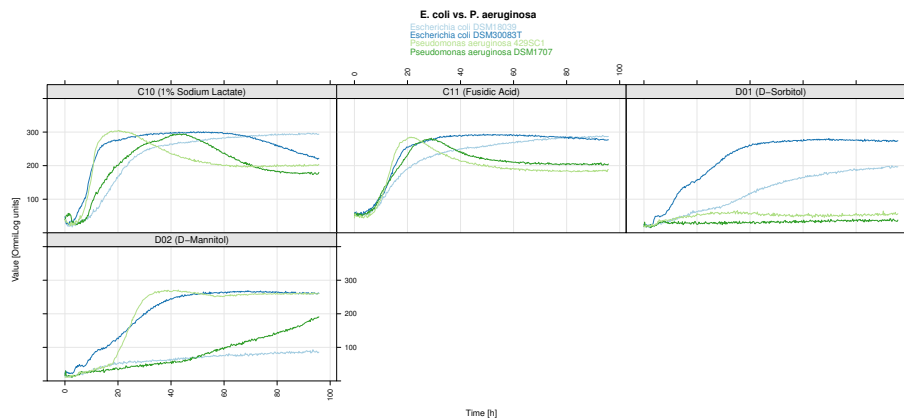 E. coli vs. P. aeruginosa
Escherichia coli DSM18039
Escherichia coli DSM30083T
Pseudomonas aeruginosa 429SC1
Pseudomonas aeruginosa DSM1707
0 20 40 60 80 100
C10 (1% Sodium Lactate) C11 (Fusidic Acid) D01 (D-Sorbitol)
300
200
100
D02 (D-Mannitol)
300
200
100
0 20 40 60 80 100
Value [OmniLog units]
Time [h]